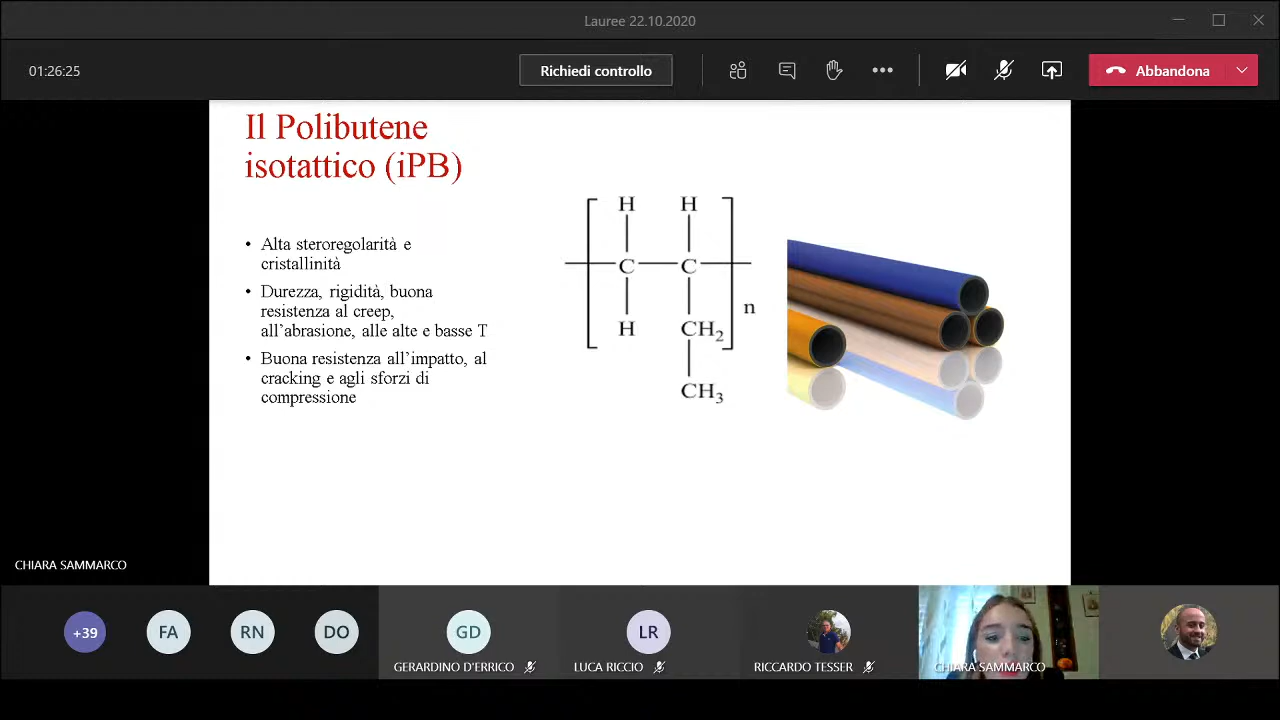 Lauree 22.10.2020
01:26:25
Richiedi controllo
Abbandona
Il Polibutene
isotattico (iPB)
• Alta steroregolarità e
cristallinità
• Durezza, rigidità, buona
resistenza al creep,
all’abrasione, alle alte e basse T
• Buona resistenza all’impatto, al
cracking e agli sforzi di
compressione
H H
C C
n
H CH2
CH3
CHIARA SAMMARCO
+39
FA
RN
DO
GD
LR
GERARDINO D'ERRICO
LUCA RICCIO
RICCARDO TESSER
CHIARA SAMMARCO